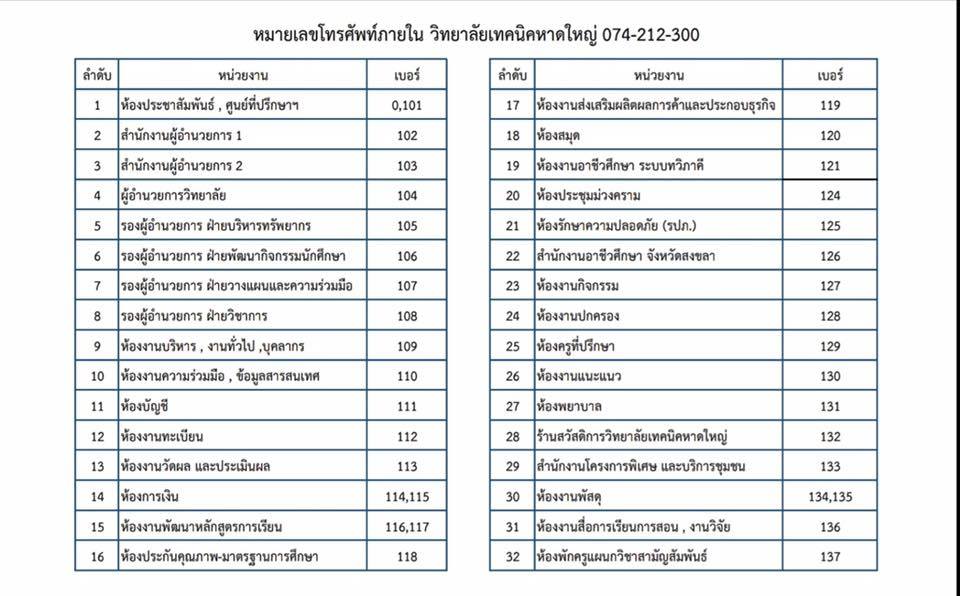 หมายเลขโทรศัพท์ภายใน วิทยาลัยเทคนิคหาดใหญ่ 074-212-300
ลำดับ หน่วยงาน เบอร์
1 ห้องประชาสัมพันธ์ , ศูนย์ที่ปรึกษาฯ 0,101
2 สำนักงานผู้อำนวยการ 1 102
3 สำนักงานผู้อำนวยการ 2 103
4 ผู้อำนวยการวิทยาลัย 104
5 รองผู้อำนวยการ ฝ่ายบริหารทรัพยากร 105
6 รองผู้อำนวยการ ฝ่ายพัฒนากิจกรรมนักศึกษา 106
7 รองผู้อำนวยการ ฝ่ายวางแผนและความร่วมมือ 107
8 รองผู้อำนวยการ ฝ่ายวิชาการ 108
9 ห้องงานบริหาร , งานทั่วไป ,บุคลากร 109
10 ห้องงานความร่วมมือ , ข้อมูลสารสนเทศ 110
11 ห้องบัญชี 111
12 ห้องงานทะเบียน 112
13 ห้องงานวัดผล และประเมินผล 113
14 ห้องการเงิน 114,115
15 ห้องงานพัฒนาหลักสูตรการเรียน 116,117
16 ห้องประกันคุณภาพ-มาตรฐานการศึกษา 118
ลำดับ หน่วยงาน เบอร์
17 ห้องงานส่งเสริมผลิตผลการค้าและประกอบธุรกิจ 119
18 ห้องสมุด 120
19 ห้องงานอาชีวศึกษา ระบบทวิภาคี 121
20 ห้องประชุมม่วงคราม 124
21 ห้องรักษาความปลอดภัย (รปภ.) 125
22 สำนักงานอาชีวศึกษา จังหวัดสงขลา 126
23 ห้องงานกิจกรรม 127
24 ห้องงานปกครอง 128
25 ห้องครูที่ปรึกษา 129
26 ห้องงานแนะแนว 130
27 ห้องพยาบาล 131
28 ร้านสวัสดิการวิทยาลัยเทคนิคหาดใหญ่ 132
29 สำนักงานโครงการพิเศษ และบริการชุมชน 133
30 ห้องงานพัสดุ 134,135
31 ห้องงานสื่อการเรียนการสอน , งานวิจัย 136
32 ห้องพักครูแผนกวิชาสามัญสัมพันธ์ 137